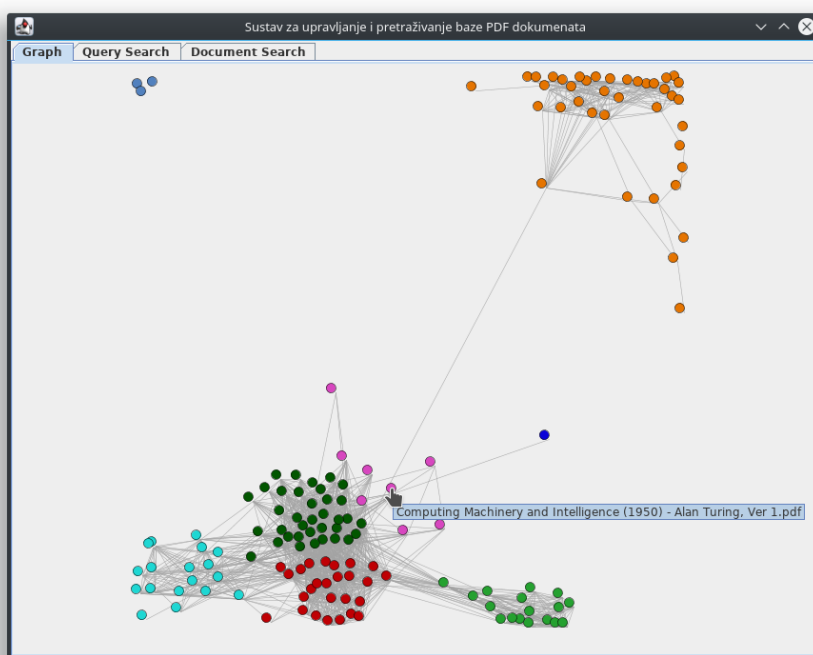 Sustav za upravljanje i pretraživanje baze PDF dokumenata
Graph
Query Search
Document Search
Computing Machinery and Intelligence (1950) - Alan Turing, Ver 1.pdf